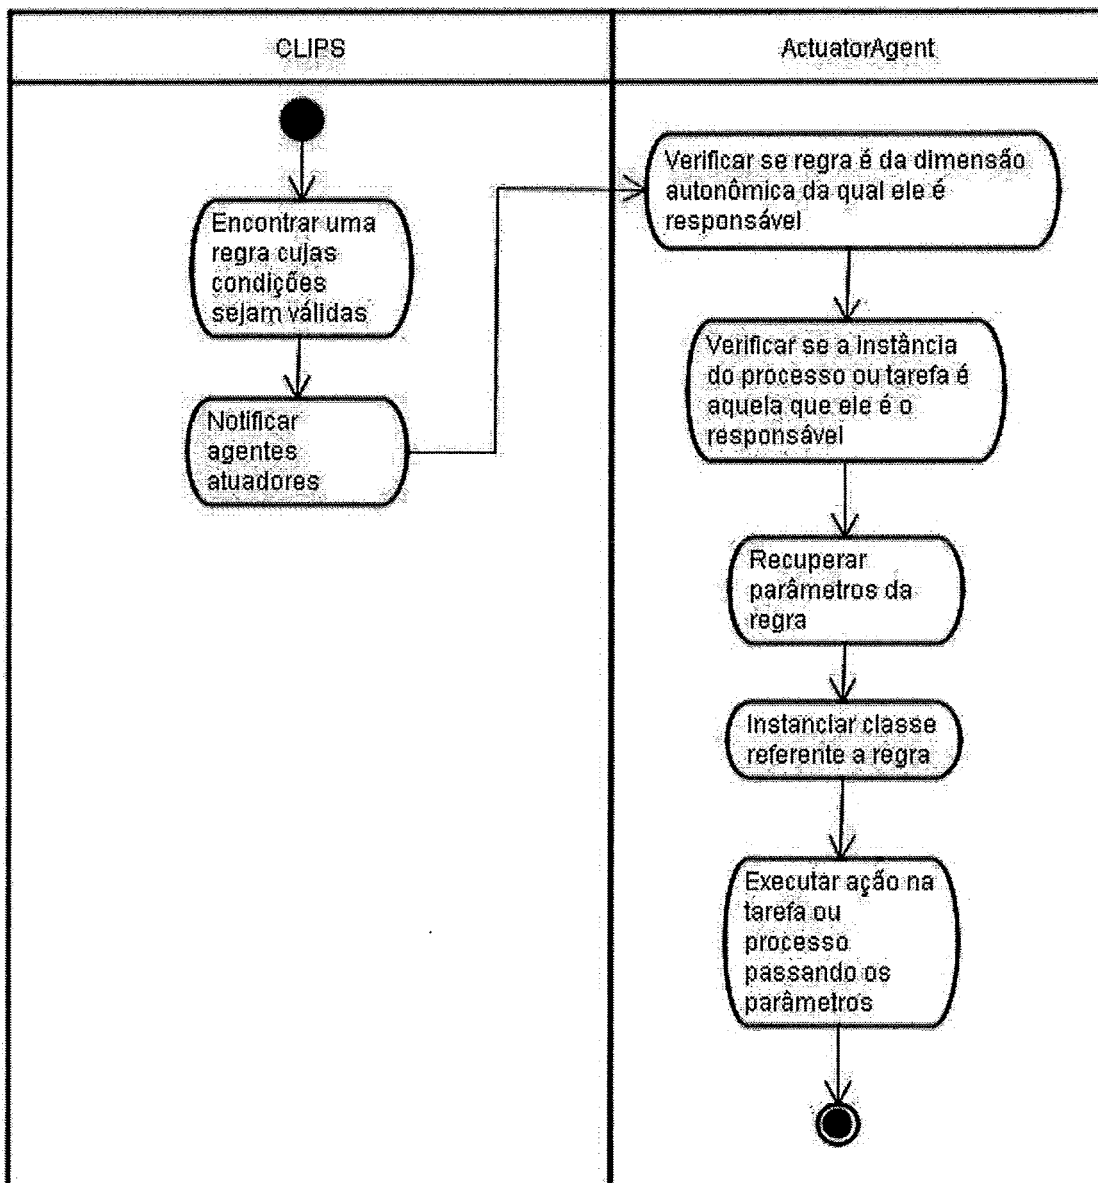 CLIPS
ActuatorAgent
Encontrar uma
regra cujas
condições
sejam válidas
Notificar
agentes
atuadores
Verificar se regra é da dimensão
autonômica da qual ele é
responsável
Verificar se a instância
do processo ou tarefa é
aquela que ele é o
responsável
Recuperar
parâmetros da
regra
Instanciar classe
referente a regra
Executar ação na
tarefa ou
processo
passando os
parâmetros